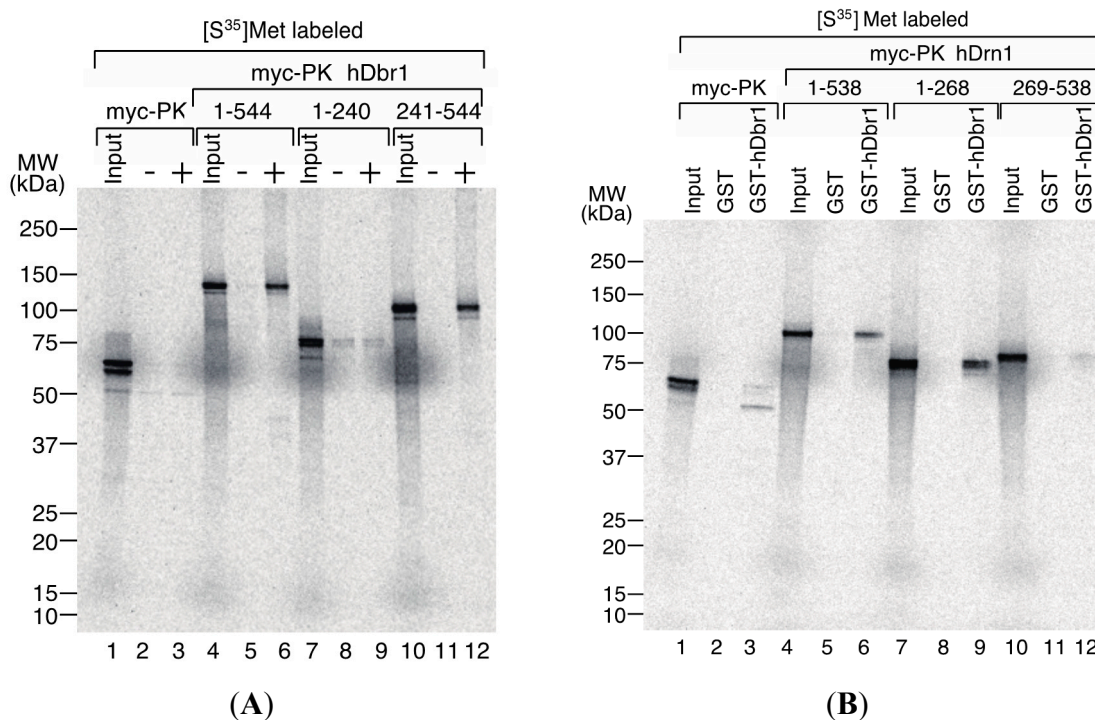 [S³⁵]Met labeled
myc-PK hDbr1
myc-PK 1-544 1-240 241-544
MW
(kDa)
Input - + Input - + Input - + Input - +
250
150
100
75
50
37
25
20
15
10
1 2 3 4 5 6 7 8 9 10 11 12
(A)
[S³⁵] Met labeled
myc-PK hDrn1
myc-PK 1-538 1-268 269-538
MW
(kDa)
Input GST GST-hDbr1 Input GST GST-hDbr1 Input GST GST-hDbr1 Input GST GST-hDbr1
250
150
100
75
50
37
25
20
15
10
1 2 3 4 5 6 7 8 9 10 11 12
(B)